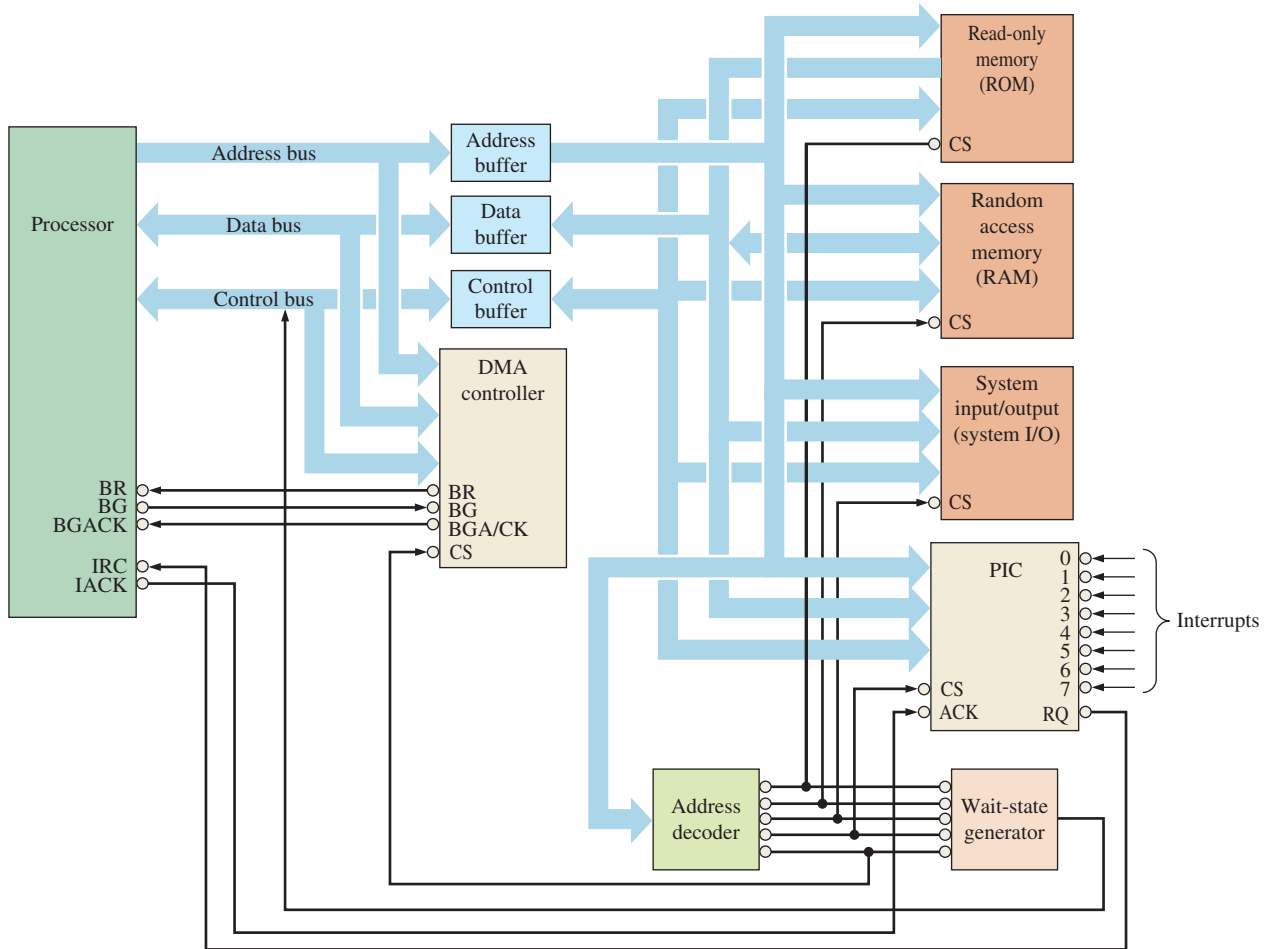 Read-only
memory
(ROM)
CS
Address bus
Address
buffer
Processor
Data bus
Data
buffer
Random
access
memory
(RAM)
CS
Control bus
Control
buffer
DMA
controller
System
input/output
(system I/O)
CS
BR
BG
BGACK
IRC
IACK
BR
BG
BGA/CK
CS
PIC
0
1
2
3
4
5
6
7
Interrupts
CS
ACK
RQ
Address
decoder
Wait-state
generator